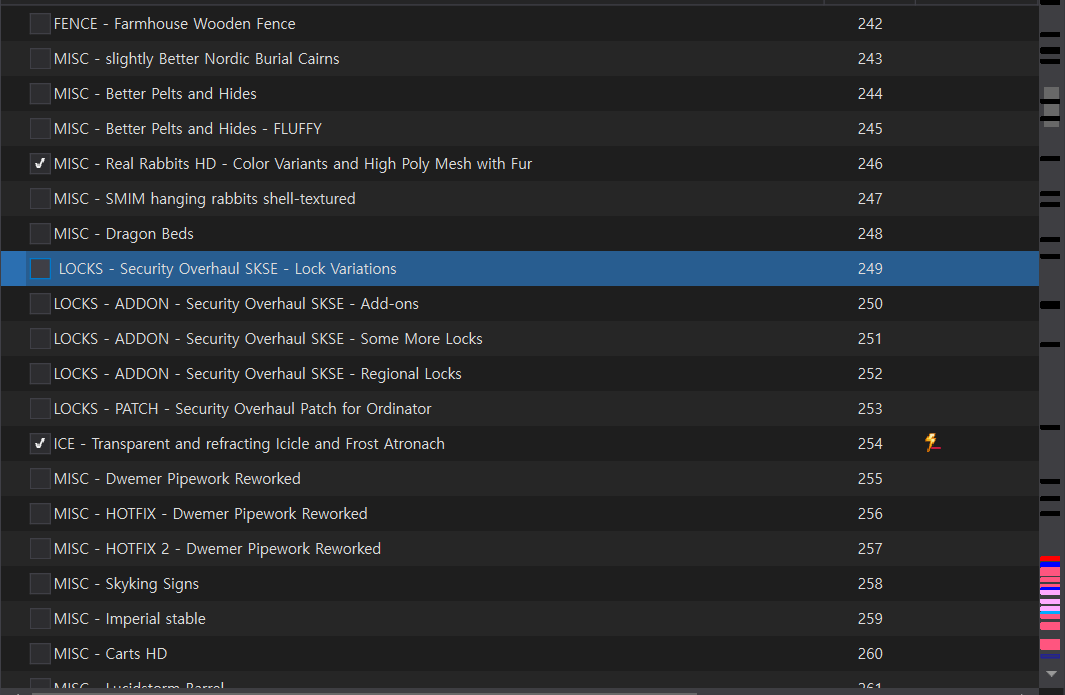 FENCE - Farmhouse Wooden Fence 242
MISC - slightly Better Nordic Burial Cairns 243
MISC - Better Pelts and Hides 244
MISC - Better Pelts and Hides - FLUFFY 245
MISC - Real Rabbits HD - Color Variants and High Poly Mesh with Fur 246
MISC - SMIM hanging rabbits shell-textured 247
MISC - Dragon Beds 248
LOCKS - Security Overhaul SKSE - Lock Variations 249
LOCKS - ADDON - Security Overhaul SKSE - Add-ons 250
LOCKS - ADDON - Security Overhaul SKSE - Some More Locks 251
LOCKS - ADDON - Security Overhaul SKSE - Regional Locks 252
LOCKS - PATCH - Security Overhaul Patch for Ordinator 253
ICE - Transparent and refracting Icicle and Frost Atronach 254
MISC - Dwemer Pipework Reworked 255
MISC - HOTFIX - Dwemer Pipework Reworked 256
MISC - HOTFIX 2 - Dwemer Pipework Reworked 257
MISC - Skyking Signs 258
MISC - Imperial stable 259
MISC - Carts HD 260
MISC - Lucidstorm Barrel 261